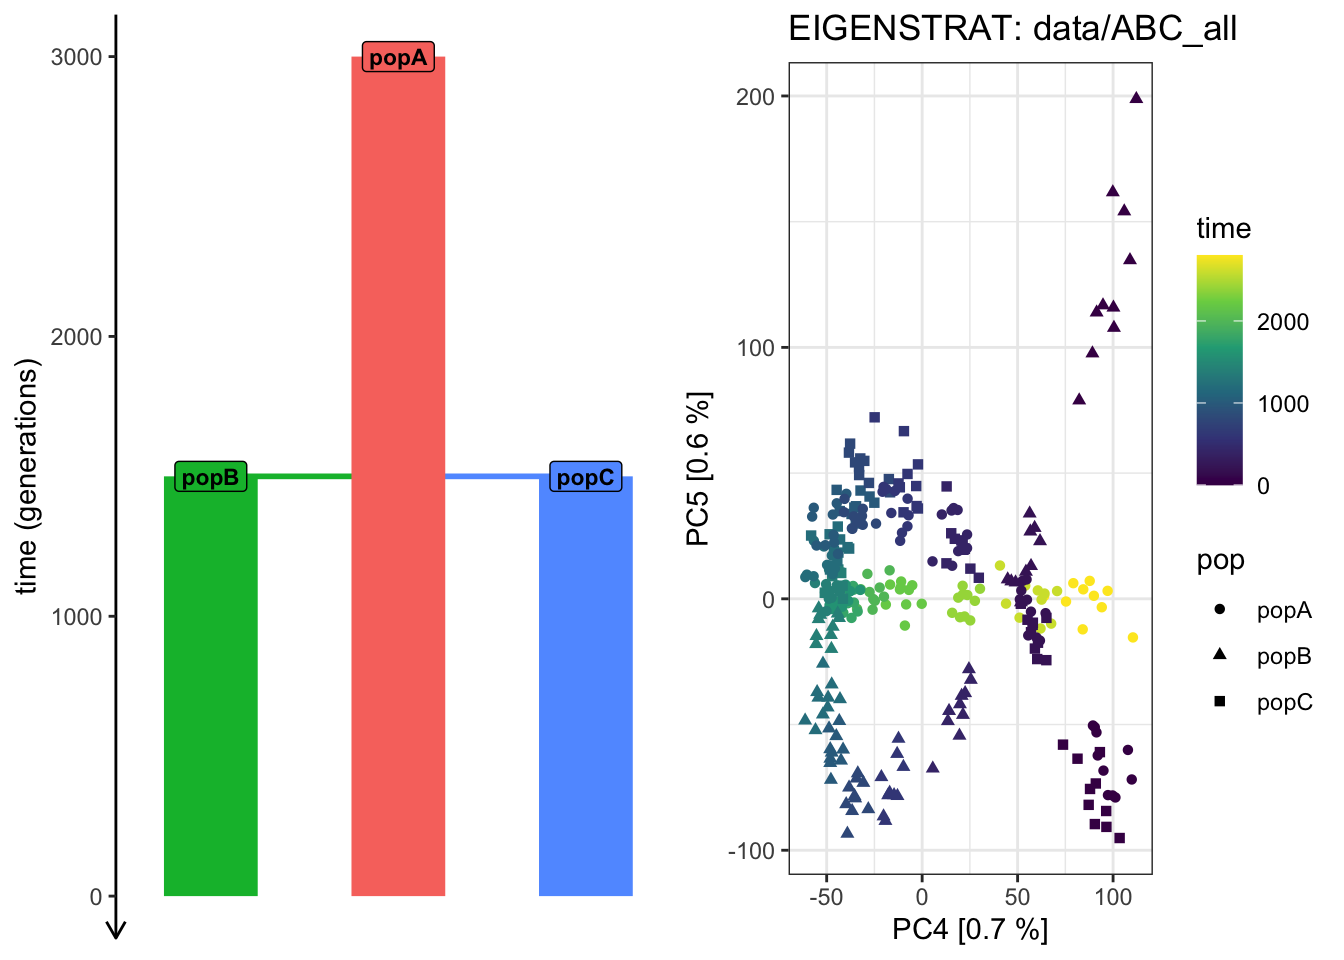 time (generations)
3000
2000
1000
0
popA
popB
popC
EIGENSTRAT: data/ABC_all
PC5 [0.6 %]
200
100
0
-100
-50
0
50
100
PC4 [0.7 %]
time
2000
1000
0
pop
popA
popB
popC